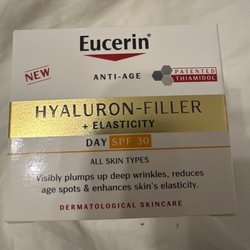 Eucerin®
NEW
ANTI-AGE
PATENTED
THIAMIDOL
HYALURON-FILLER
+ ELASTICITY
DAY SPF 30
ALL SKIN TYPES
Visibly plumps up deep wrinkles, reduces
age spots & enhances skin's elasticity.
DERMATOLOGICAL SKINCARE